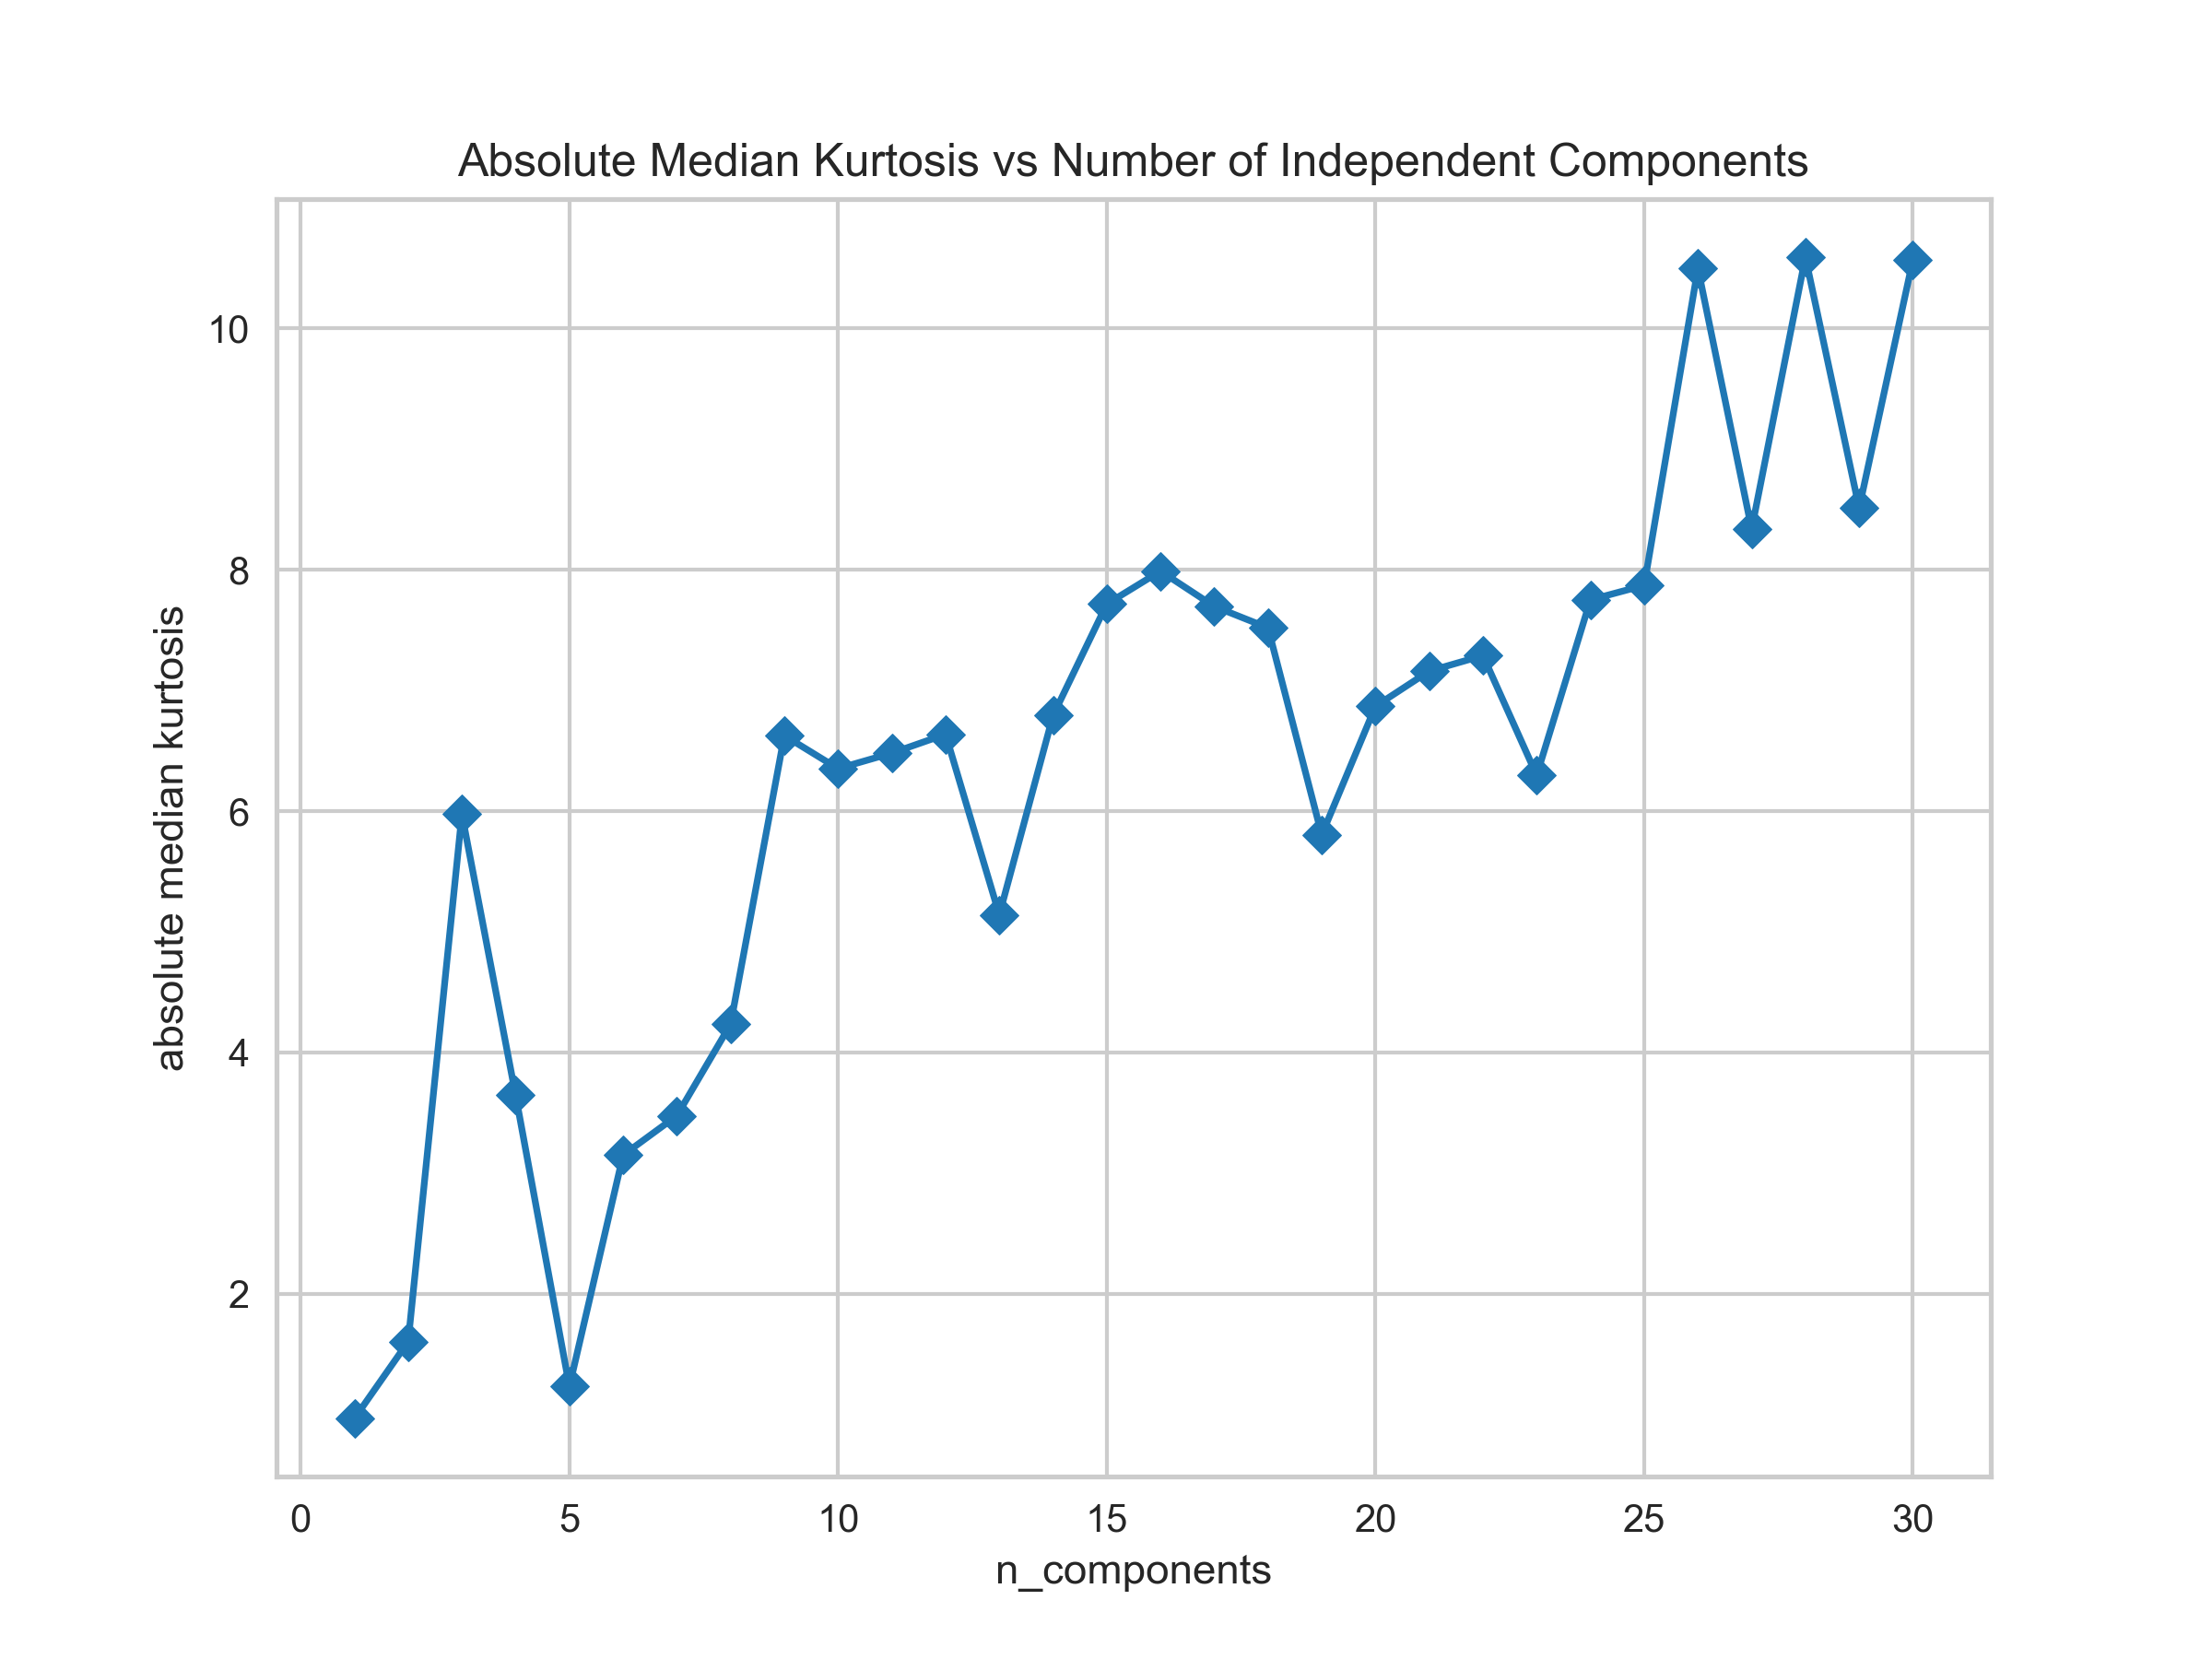 Absolute Median Kurtosis vs Number of Independent Components
absolute median kurtosis
10
8
6
4
2
0 5 10 15 20 25 30
n_components